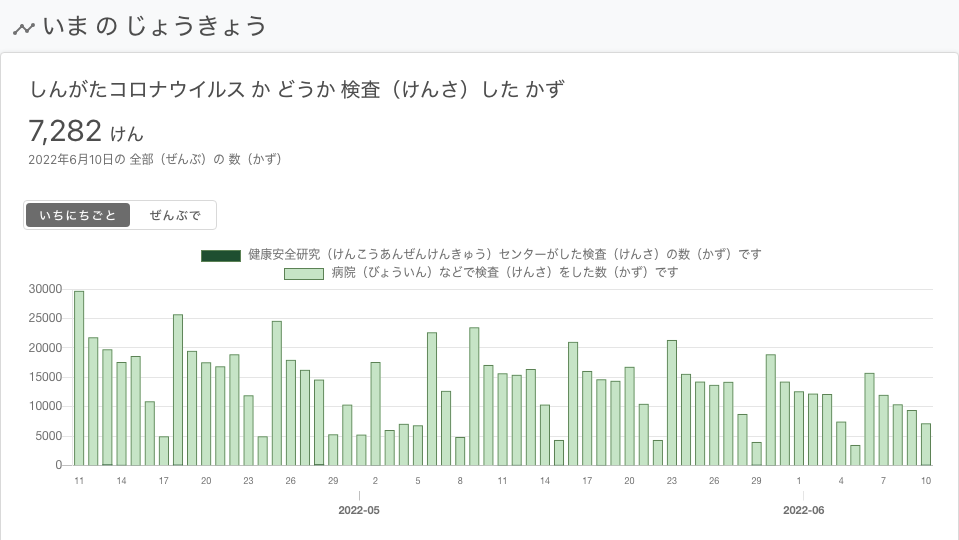 いま の じょうきょう
しんがたコロナウイルス か どうか 検査（けんさ）した かず
7,282 けん
2022年6月10日の 全部（ぜんぶ）の 数（かず）
いちにちごと ぜんぶで
健康安全研究（けんこうあんぜんけんきゅう）センターがした検査（けんさ）の数（かず）です
病院（びょういん）などで検査（けんさ）をした数（かず）です
30000
25000
20000
15000
10000
5000
0
11 14 17 20 23 26 29 2 5 8 11 14 17 20 23 26 29 1 4 7 10
2022-05 2022-06